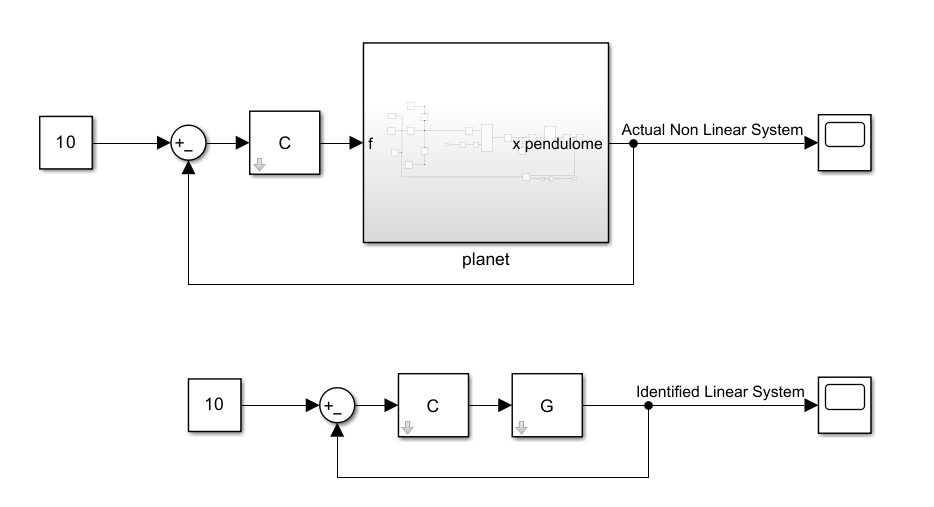 10
+
_
C
f
x pendulome
Actual Non Linear System
planet
10
+
_
C
G
Identified Linear System